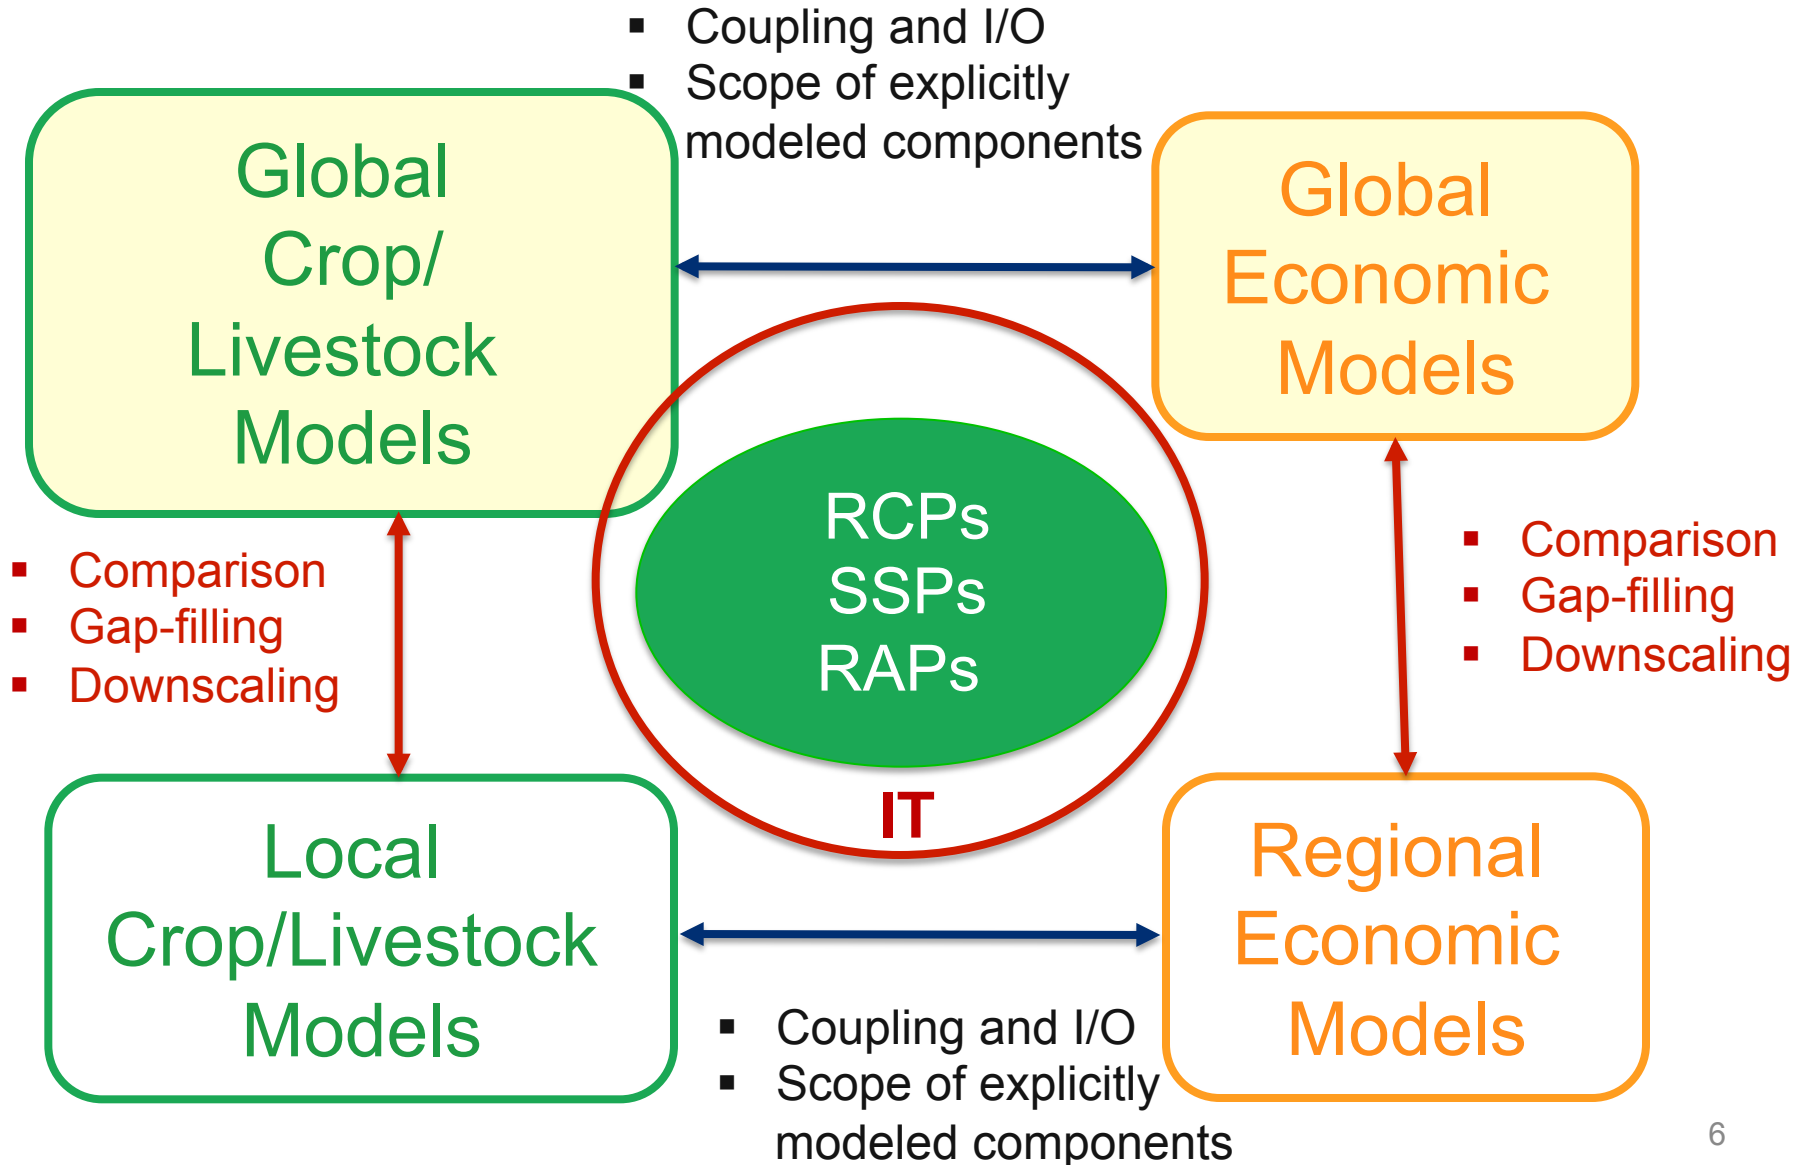 ▪ Coupling and I/O
▪ Scope of explicitly
modeled components
Global
Crop/
Livestock
Models
Global
Economic
Models
RCPs
SSPs
RAPs
IT
▪ Comparison
▪ Gap-filling
▪ Downscaling
▪ Comparison
▪ Gap-filling
▪ Downscaling
Local
Crop/Livestock
Models
Regional
Economic
Models
▪ Coupling and I/O
▪ Scope of explicitly
modeled components
6